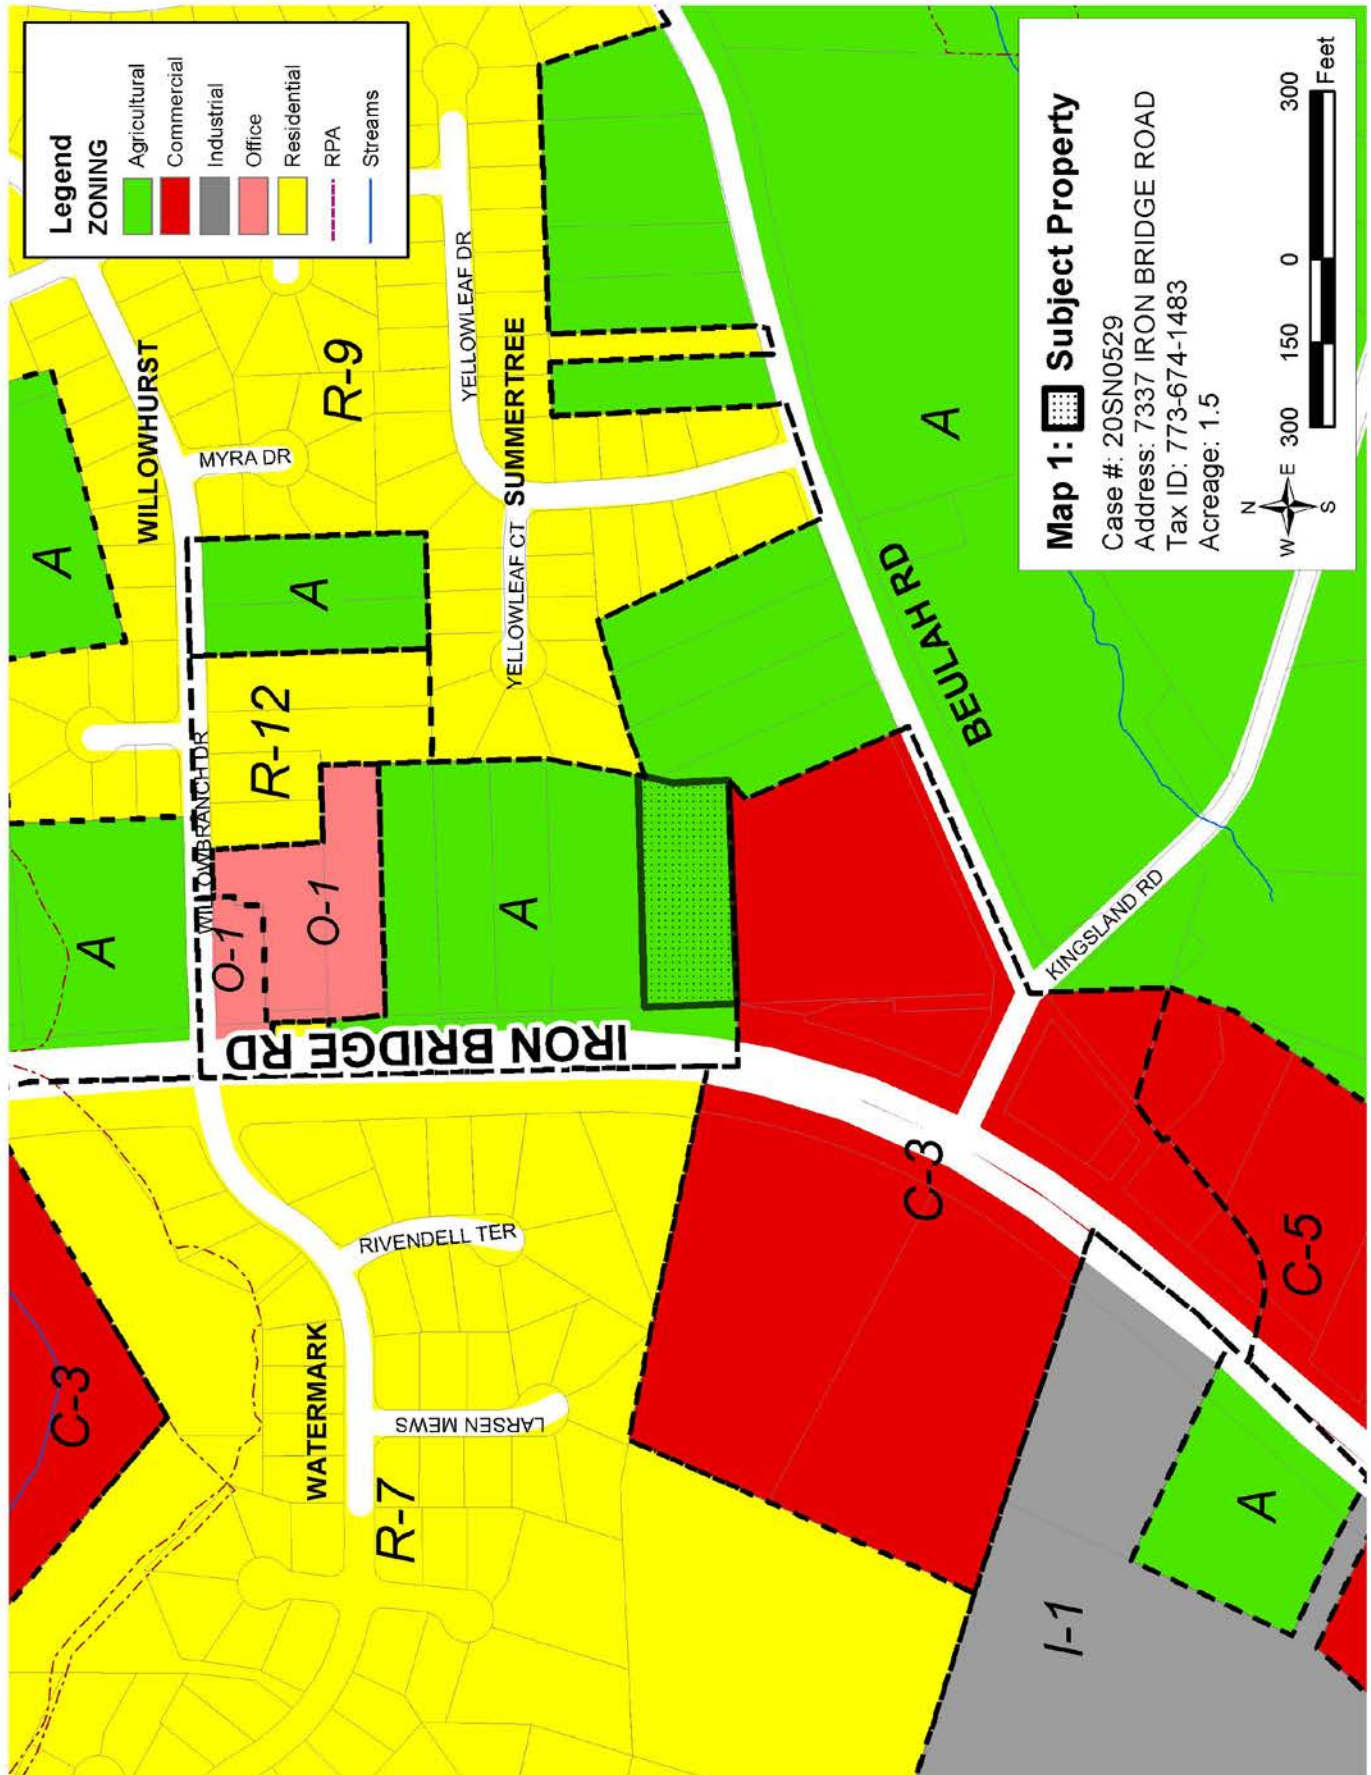 Legend
ZONING
Agricultural
Commercial
Industrial
Office
Residential
RPA
Streams
C-3
A
A
WILLOWHURST
WILLOWBRANCH DR
MYRA DR
R-9
O-1
O-1
R-12
A
WATERMARK
R-7
RIVENDELL TER
LARSEN MEWS
IRON BRIDGE RD
A
YELLOWLEAF DR
YELLOWLEAF CT
SUMMERTREE
C-3
BEULAH RD
A
KINGSLAND RD
I-1
A
C-5
Map 1: Subject Property
Case #: 20SN0529
Address: 7337 IRON BRIDGE ROAD
Tax ID: 773-674-1483
Acreage: 1.5
N
W E
S
300 150 0 300
Feet